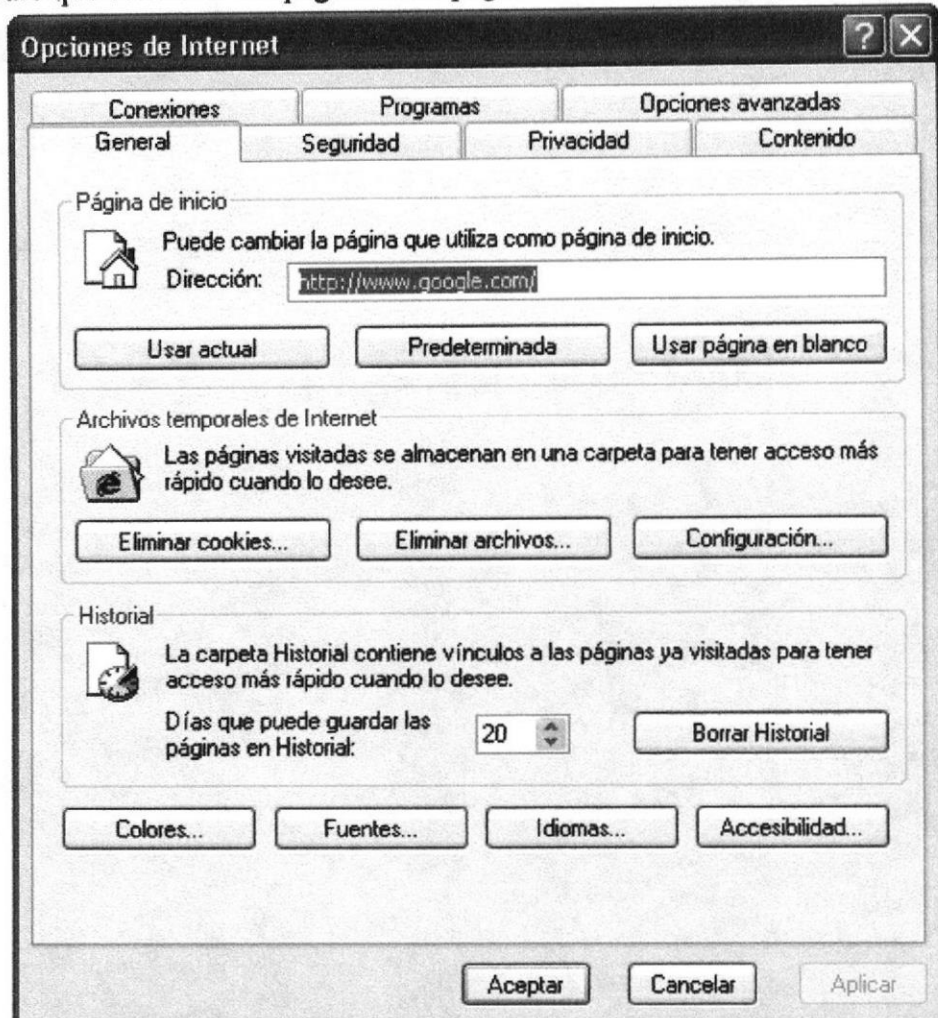 Opciones de Internet
Conexiones Programas Opciones avanzadas
General Seguridad Privacidad Contenido
Página de inicio
Puede cambiar la página que utiliza como página de inicio.
Dirección: http://www.google.com/
Usar actual Predeterminada Usar página en blanco
Archivos temporales de Internet
Las páginas visitadas se almacenan en una carpeta para tener acceso más
rápido cuando lo desee.
Eliminar cookies... Eliminar archivos... Configuración...
Historial
La carpeta Historial contiene vínculos a las páginas ya visitadas para tener
acceso más rápido cuando lo desee.
Días que puede guardar las
páginas en Historial: 20 Borrar Historial
Colores... Fuentes... Idiomas... Accesibilidad...
Aceptar Cancelar Aplicar